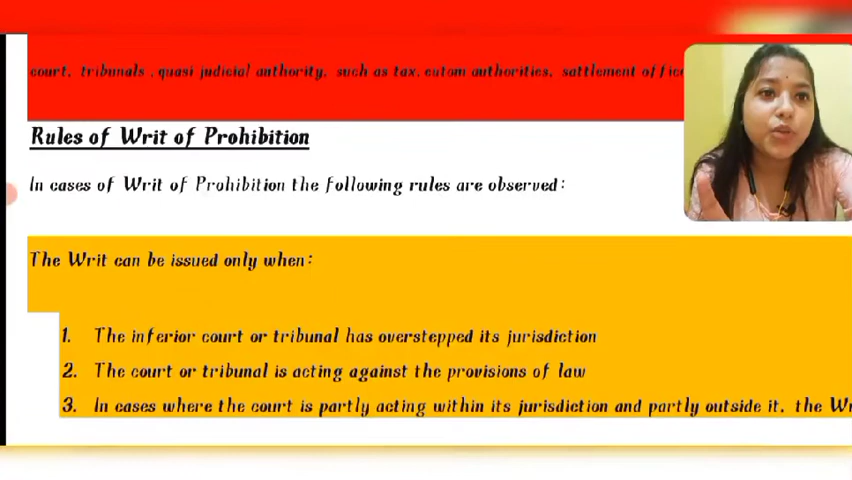 court, tribunals , quasi judicial authority, such as tax, cutom authorities, sattlement office
Rules of Writ of Prohibition
In cases of Writ of Prohibition the following rules are observed:
The Writ can be issued only when:
1. The inferior court or tribunal has overstepped its jurisdiction
2. The court or tribunal is acting against the provisions of law
3. In cases where the court is partly acting within its jurisdiction and partly outside it, the Wr